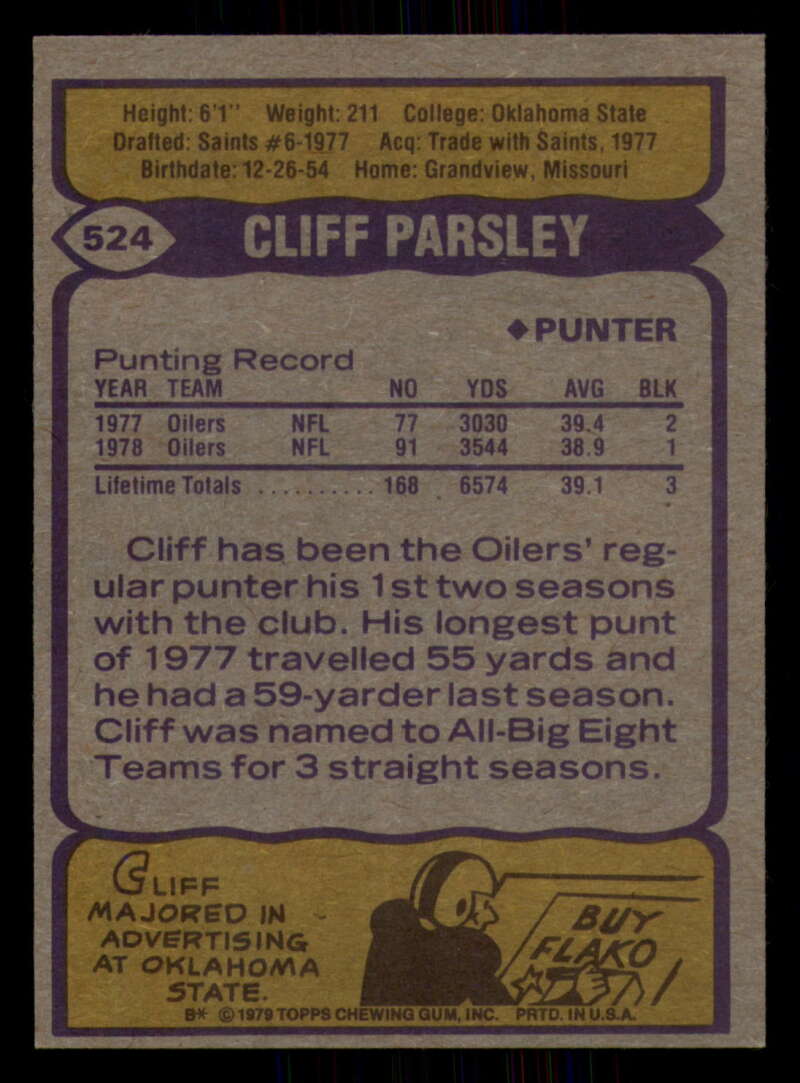 Height: 6'1" Weight: 211 College: Oklahoma State
Drafted: Saints #6-1977 Acq: Trade with Saints, 1977
Birthdate: 12-26-54 Home: Grandview, Missouri
524 CLIFF PARSLEY
◆PUNTER
Punting Record
YEAR TEAM NO YDS AVG BLK
1977 Oilers NFL 77 3030 39.4 2
1978 Oilers NFL 91 3544 38.9 1
Lifetime Totals .......... 168 6574 39.1 3
Cliff has been the Oilers' reg-
ular punter his 1st two seasons
with the club. His longest punt
of 1977 travelled 55 yards and
he had a 59-yarder last season.
Cliff was named to All-Big Eight
Teams for 3 straight seasons.
CLIFF
MAJORED IN
ADVERTISING
AT OKLAHOMA
STATE.
BUY
FLAKO
B* © 1979 TOPPS CHEWING GUM, INC. PRTD. IN U.S.A.